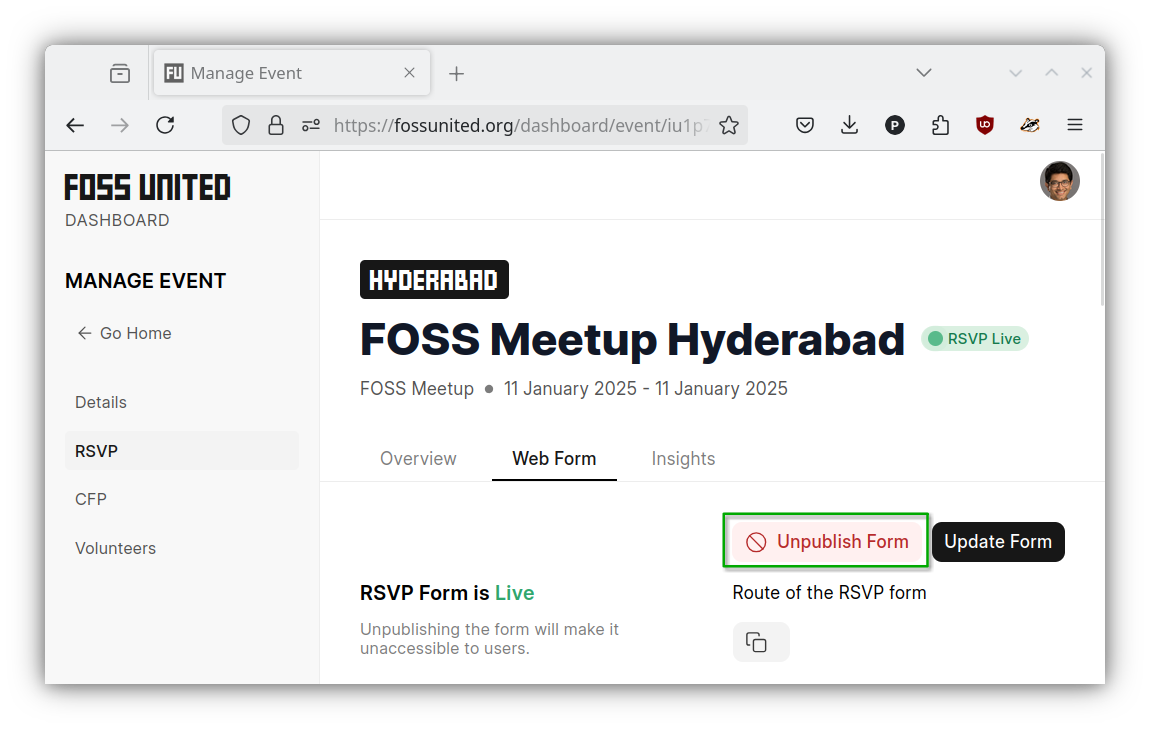 FU Manage Event
https://fossunited.org/dashboard/event/iu1p
FOSS UNITED
DASHBOARD
MANAGE EVENT
Go Home
Details
RSVP
CFP
Volunteers
HYDERABAD
FOSS Meetup Hyderabad
RSVP Live
FOSS Meetup ● 11 January 2025 - 11 January 2025
Overview
Web Form
Insights
Unpublish Form
Update Form
RSVP Form is Live
Unpublishing the form will make it
unaccessible to users.
Route of the RSVP form